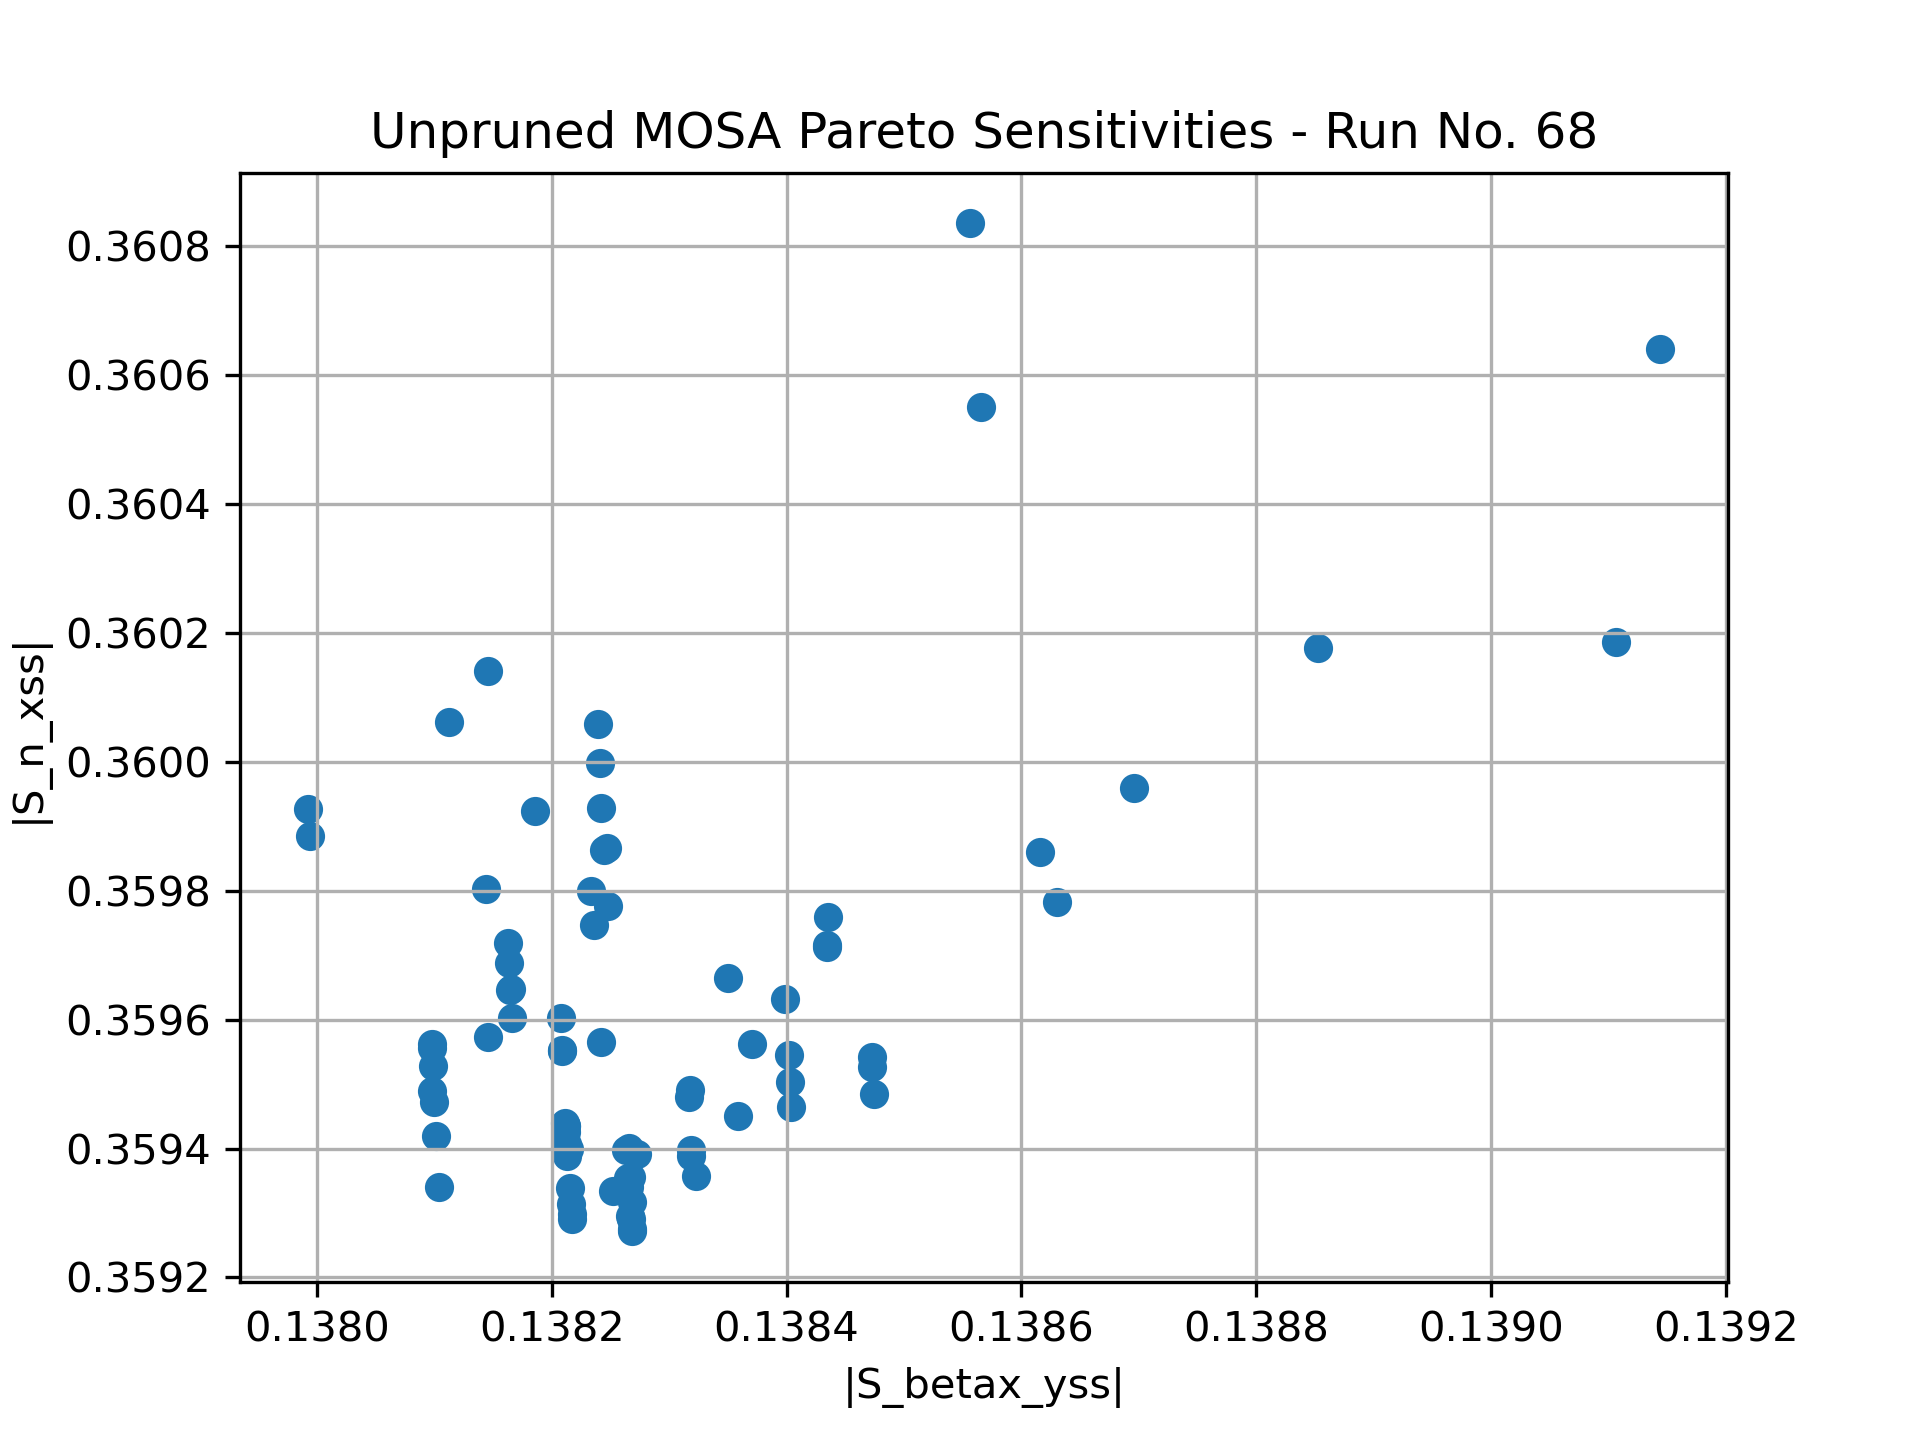 Unpruned MOSA Pareto Sensitivities - Run No. 68
0.3608
0.3606
0.3604
0.3602
0.3600
0.3598
0.3596
0.3594
0.3592
|S_n_xss|
0.1380 0.1382 0.1384 0.1386 0.1388 0.1390 0.1392
|S_betax_yss|